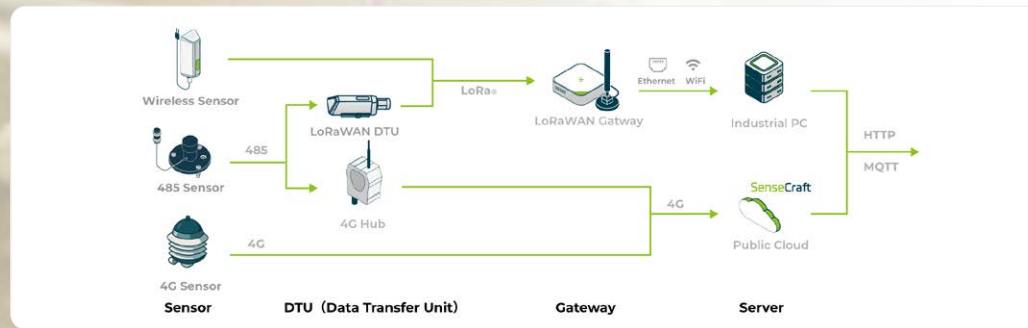 Wireless Sensor
LoRa®
LoRaWAN Gatway
Ethernet
WiFi
Industrial PC
LoRaWAN DTU
485
485 Sensor
4G Hub
4G
SenseCraft
Public Cloud
HTTP
MQTT
4G
4G Sensor
Sensor
DTU（Data Transfer Unit）
Gateway
Server